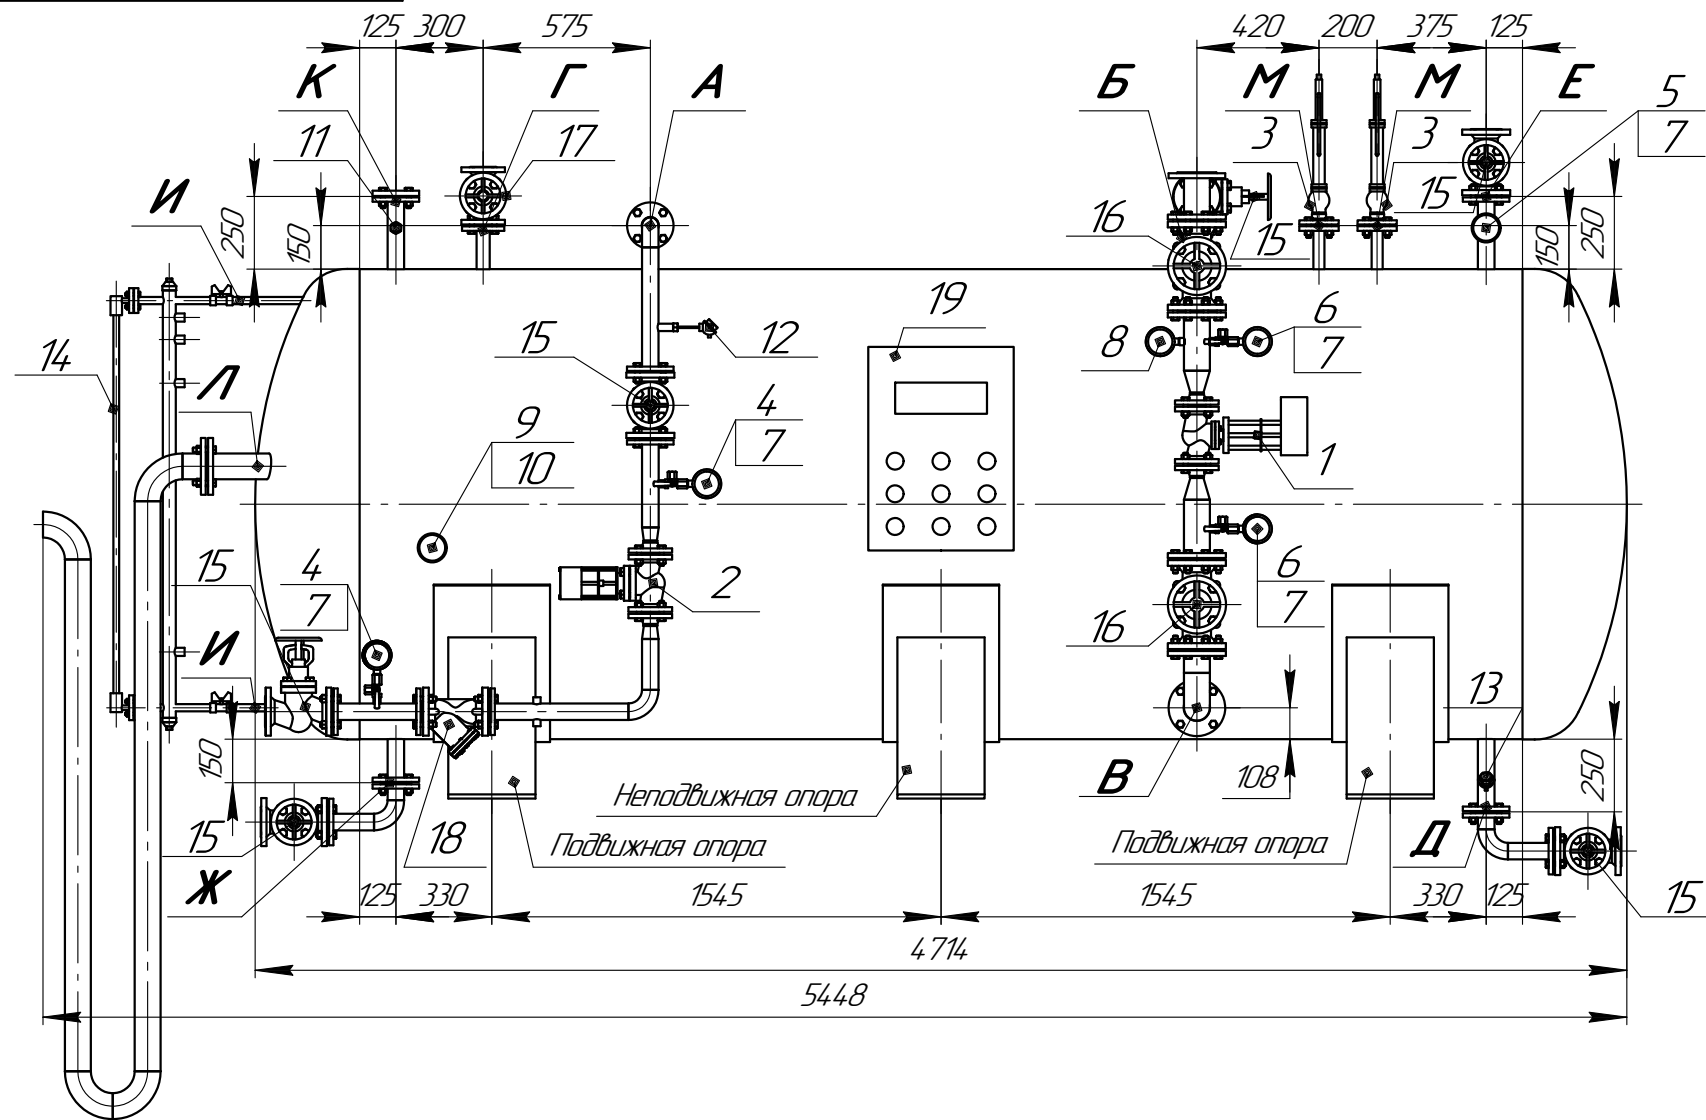 125 300 575 420 200 375 125
К Г А Б М М Е 5
11 17 3 3 7
И 16 15 15
250 150 150 250
19
14 15 12 8 6
7
Л 4
7
9
10 1
15 4
7 2 6
7
И 16 13
150 18 108 250
Неподвижная опора В
15 Подвижная опора Подвижная опора Д
Ж 15
125 330 1545 1545 330 125
4714
5448